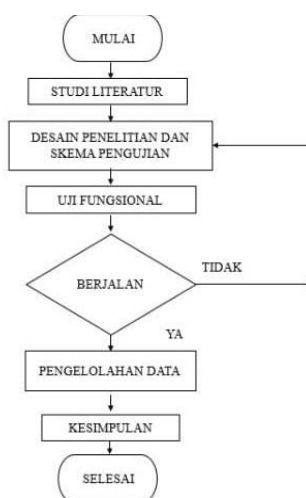 MULAI
STUDI LITERATUR
DESAIN PENELITIAN DAN
SKEMA PENGUJIAN
UJI FUNGSIONAL
BERJALAN
TIDAK
YA
PENGELOLAHAN DATA
KESIMPULAN
SELESAI